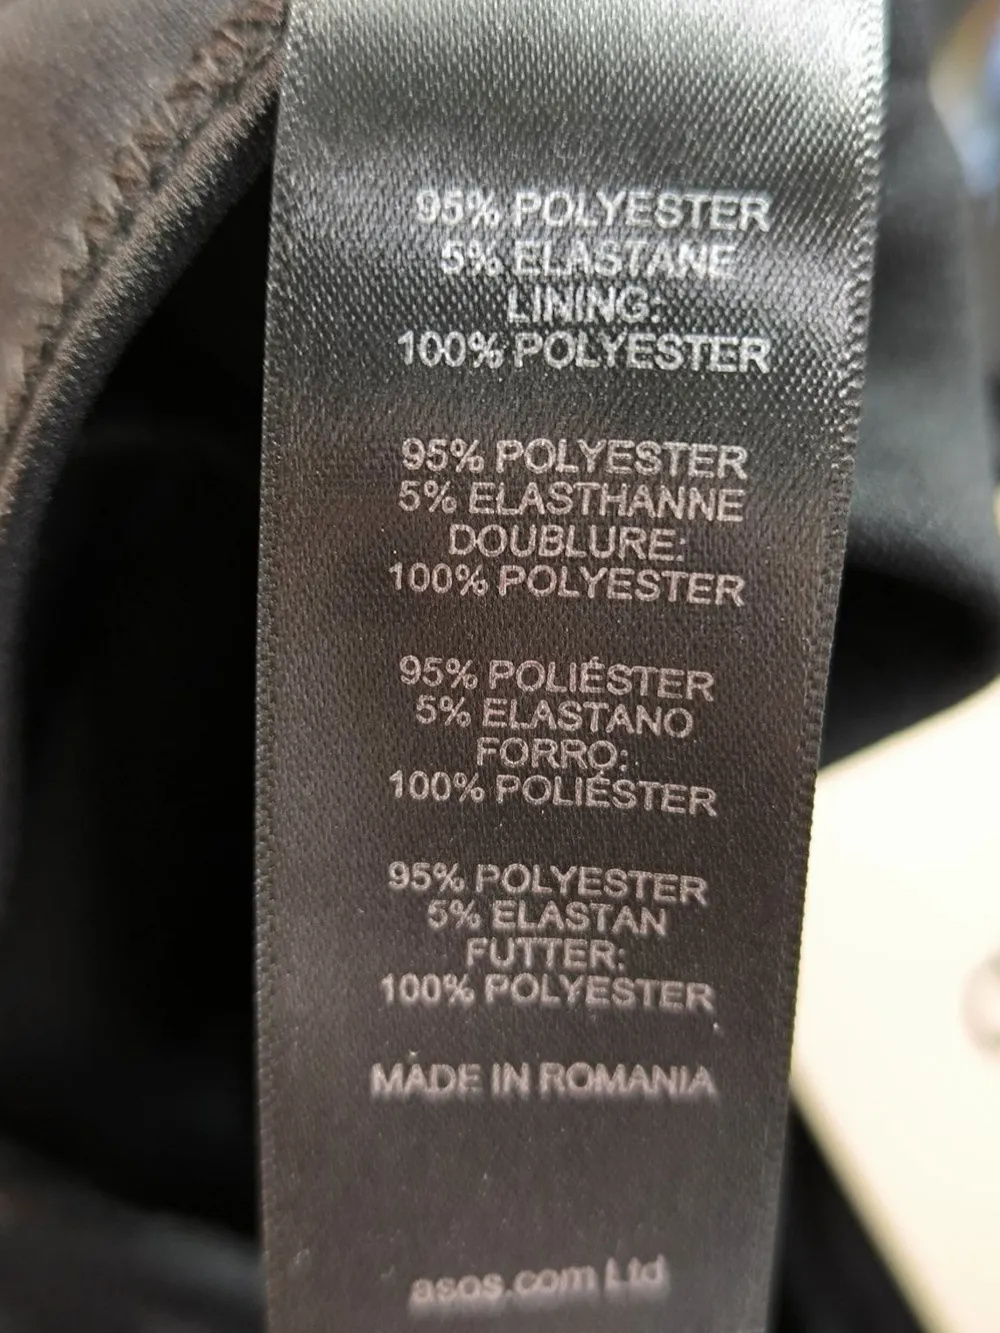 95% POLYESTER
5% ELASTANE
LINING:
100% POLYESTER
95% POLYESTER
5% ELASTHANNE
DOUBLURE:
100% POLYESTER
95% POLIÉSTER
5% ELASTANO
FORRO:
100% POLIÉSTER
95% POLYESTER
5% ELASTAN
FUTTER:
100% POLYESTER
MADE IN ROMANIA
asos.com Ltd